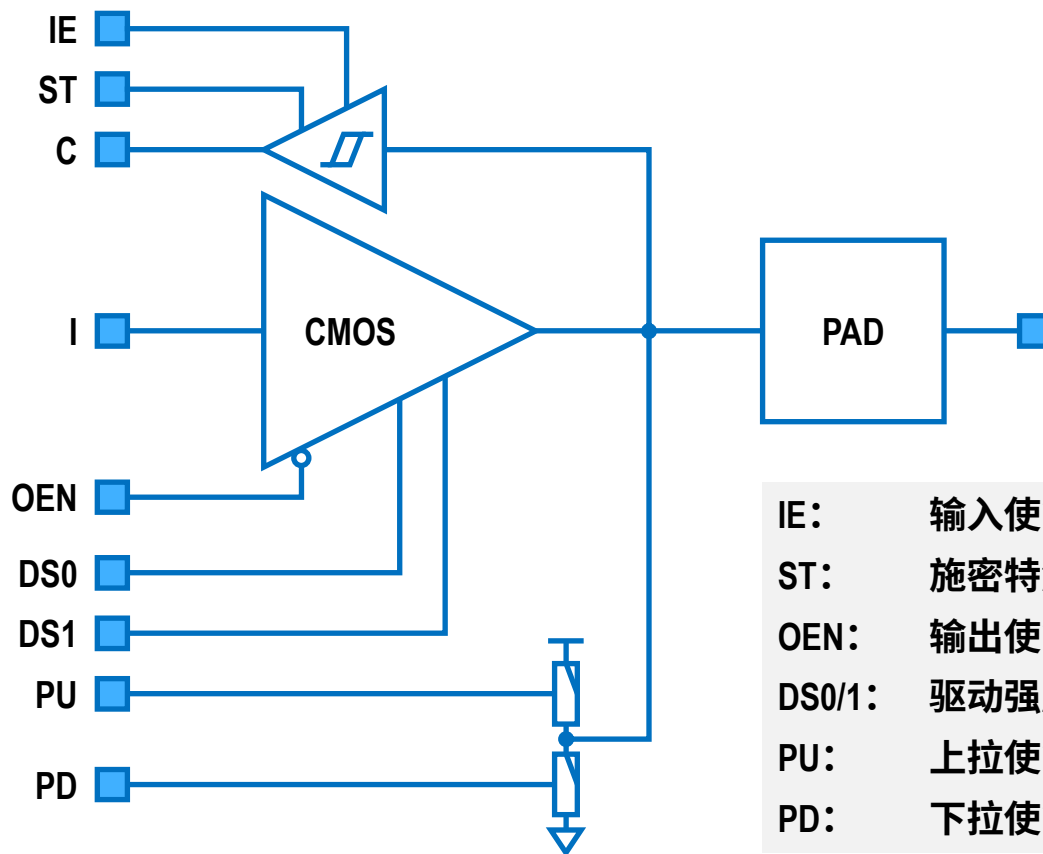 IE
ST
C
I
CMOS
PAD
OEN
DS0
DS1
PU
PD
IE： 输入使
ST： 施密特
OEN： 输出使
DS0/1： 驱动强
PU： 上拉使
PD： 下拉使